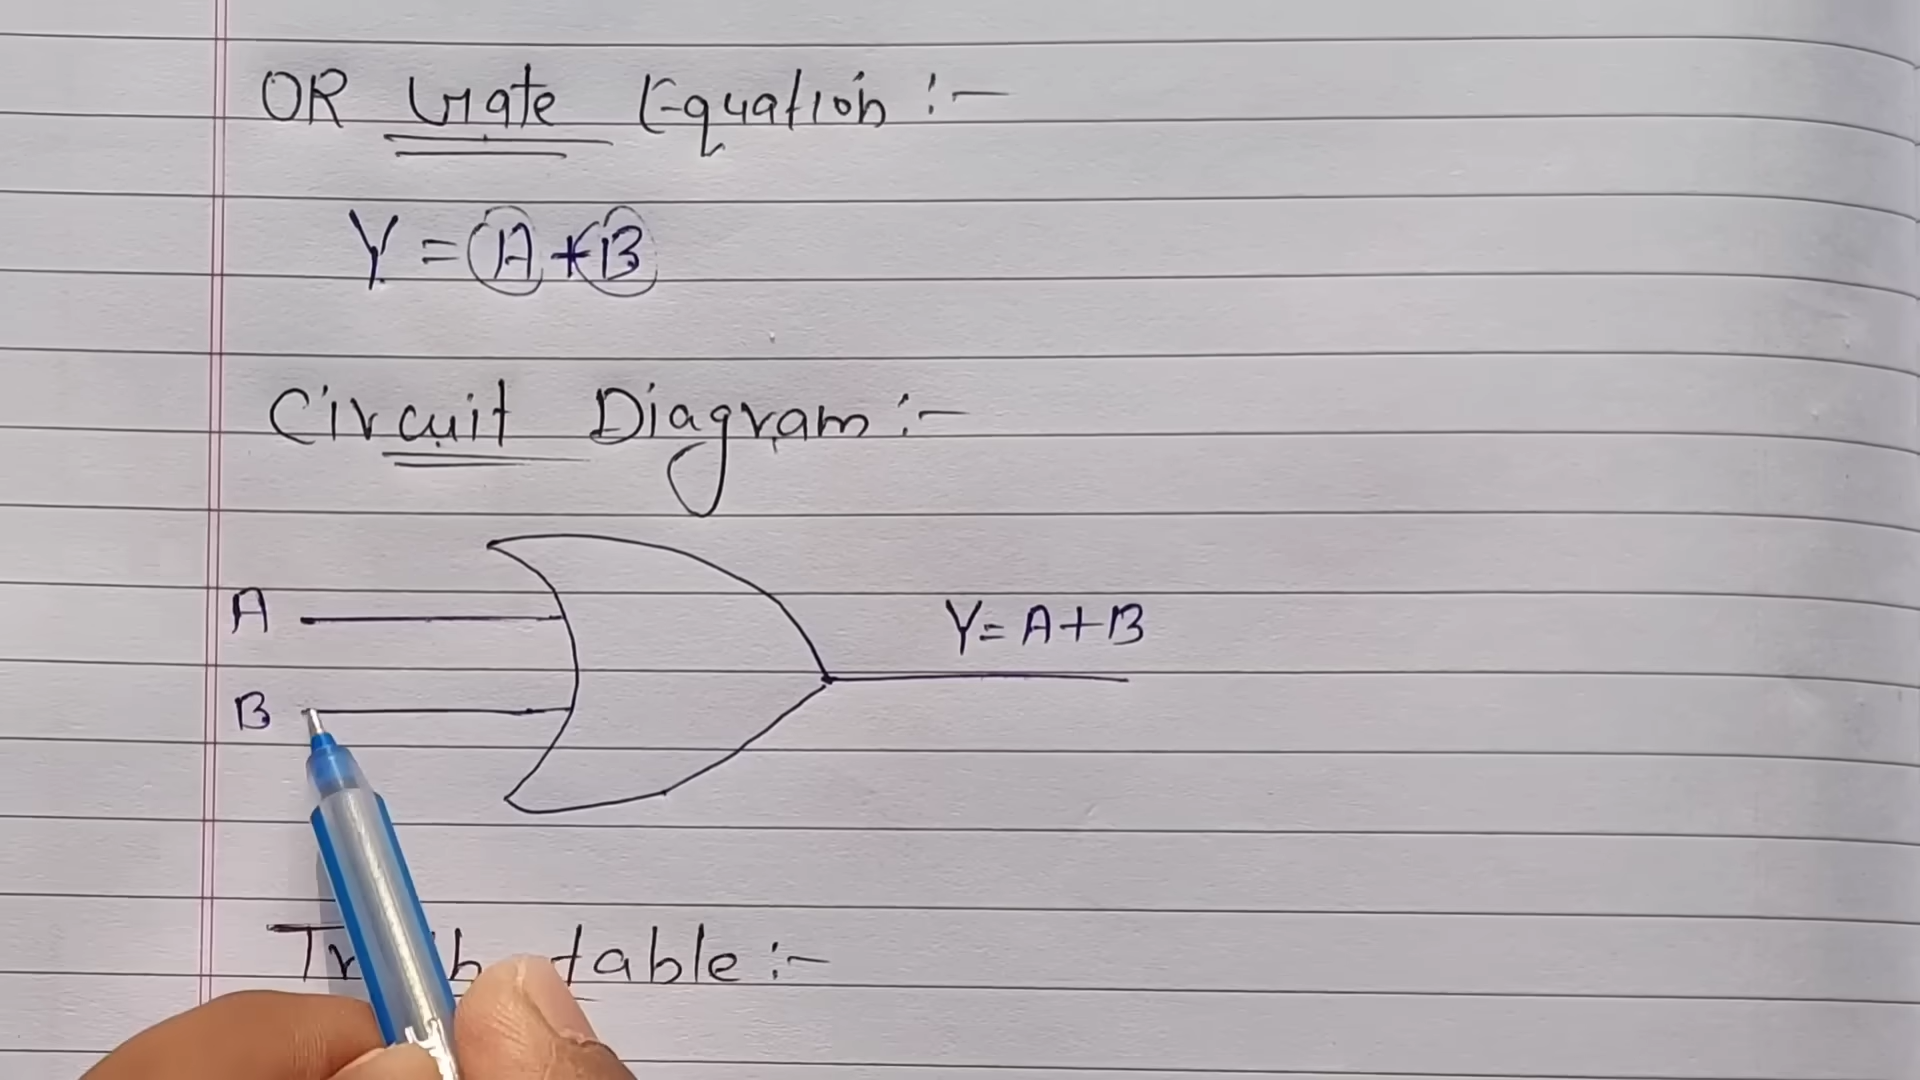 OR Gate Equation :-
Y = A + B
Circuit Diagram :-
A
Y = A + B
B
table :-